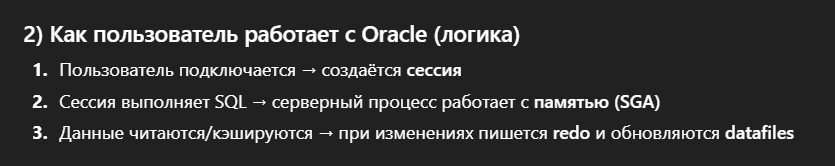 2) Как пользователь работает с Oracle (логика)
1. Пользователь подключается → создаётся сессия
2. Сессия выполняет SQL → серверный процесс работает с памятью (SGA)
3. Данные читаются/кэшируются → при изменениях пишется redo и обновляются datafiles